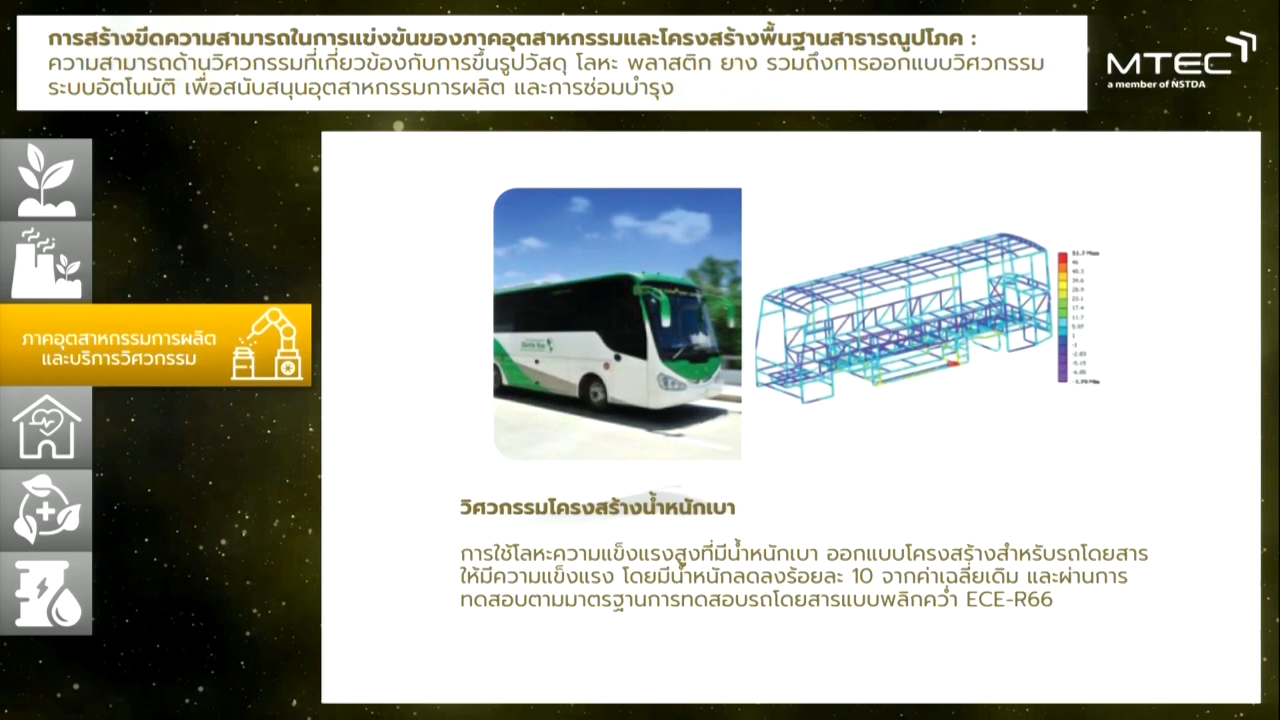 การสร้างขีดความสามารถในการแข่งขันของภาคอุตสาหกรรมและโครงสร้างพื้นฐานสาธารณูปโภค :
ความสามารถด้านวิศวกรรมที่เกี่ยวข้องกับการขึ้นรูปวัสดุ โลหะ พลาสติก ยาง รวมถึงการออกแบบวิศวกรรม
ระบบอัตโนมัติ เพื่อสนับสนุนอุตสาหกรรมการผลิต และการซ่อมบำรุง
MTEC
a member of NSTDA
ภาคอุตสาหกรรมการผลิต
และบริการวิศวกรรม
วิศวกรรมโครงสร้างน้ำหนักเบา
การใช้โลหะความแข็งแรงสูงที่มีน้ำหนักเบา ออกแบบโครงสร้างสำหรับรถโดยสาร
ให้มีความแข็งแรง โดยมีน้ำหนักลดลงร้อยละ 10 จากค่าเฉลี่ยเดิม และผ่านการ
ทดสอบตามมาตรฐานการทดสอบรถโดยสารแบบพลิกคว่ำ ECE-R66